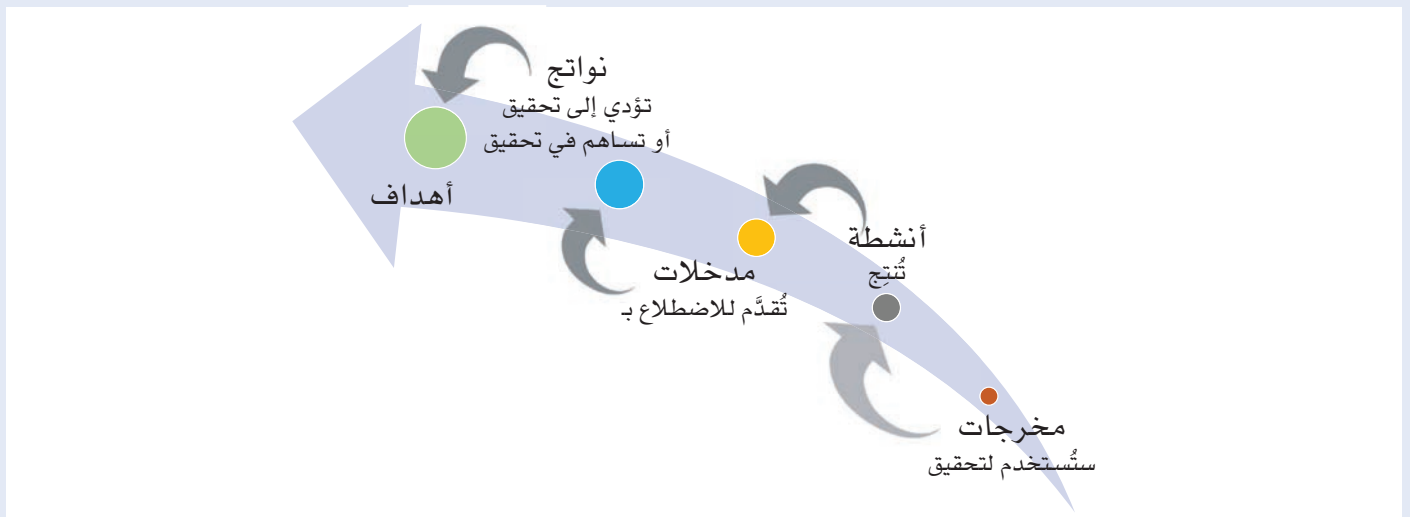 نواتج
تؤدي إلى تحقيق
أو تساهم في تحقيق
أهداف
أنشطة
تُنتِج
مدخلات
تُقدَّم للاضطلاع بـ
مخرجات
ستُستخدم لتحقيق